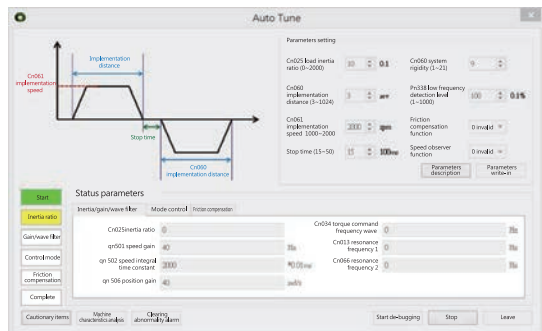 Auto Tune
Implementation
distance
Cn061
implementation
speed
Stop time
Cn060
implementation distance
Parameters setting
Cn025 load inertia
ratio (0~2000)
10
0.1
Cn060 system
rigidity (1~21)
9
Cn060
implementation
distance (3~1024)
3
Pn338 low frequency
detection level
(1~1000)
100
0.1%
Cn061
implementation
speed 1000~2000
2000
rpm
Friction
compensation
function
0 invalid
Stop time (15~50)
15
100ms
Speed observer
function
0 invalid
Parameters
description
Parameters
write-in
Start
Inertia ratio
Gain/wave filter
Control mode
Friction
compensation
Complete
Status parameters
Inertia/gain/wave filter
Mode control
Friction compensation
Cn025inertia ratio
0
qn501 speed gain
40
Hz
qn 502 speed integral
time constant
2000
*0.01ms
qn 506 position gain
40
rad/s
Cn034 torque command
frequency wave
0
Hz
Cn013 resonance
frequency 1
0
Hz
Cn066 resonance
frequency 2
0
Hz
Cautionary items
Machine
characteristics analysis
Clearing
abnormality alarm
Start de-bugging
Stop
Leave